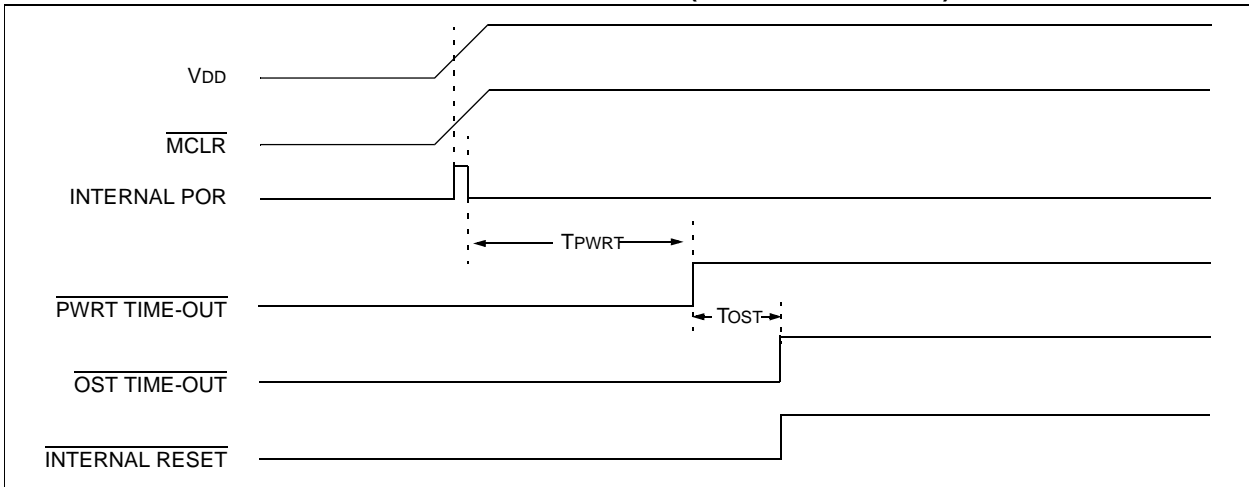 VDD
MCLR
INTERNAL POR
TPWRT
PWRT TIME-OUT
TOST
OST TIME-OUT
INTERNAL RESET